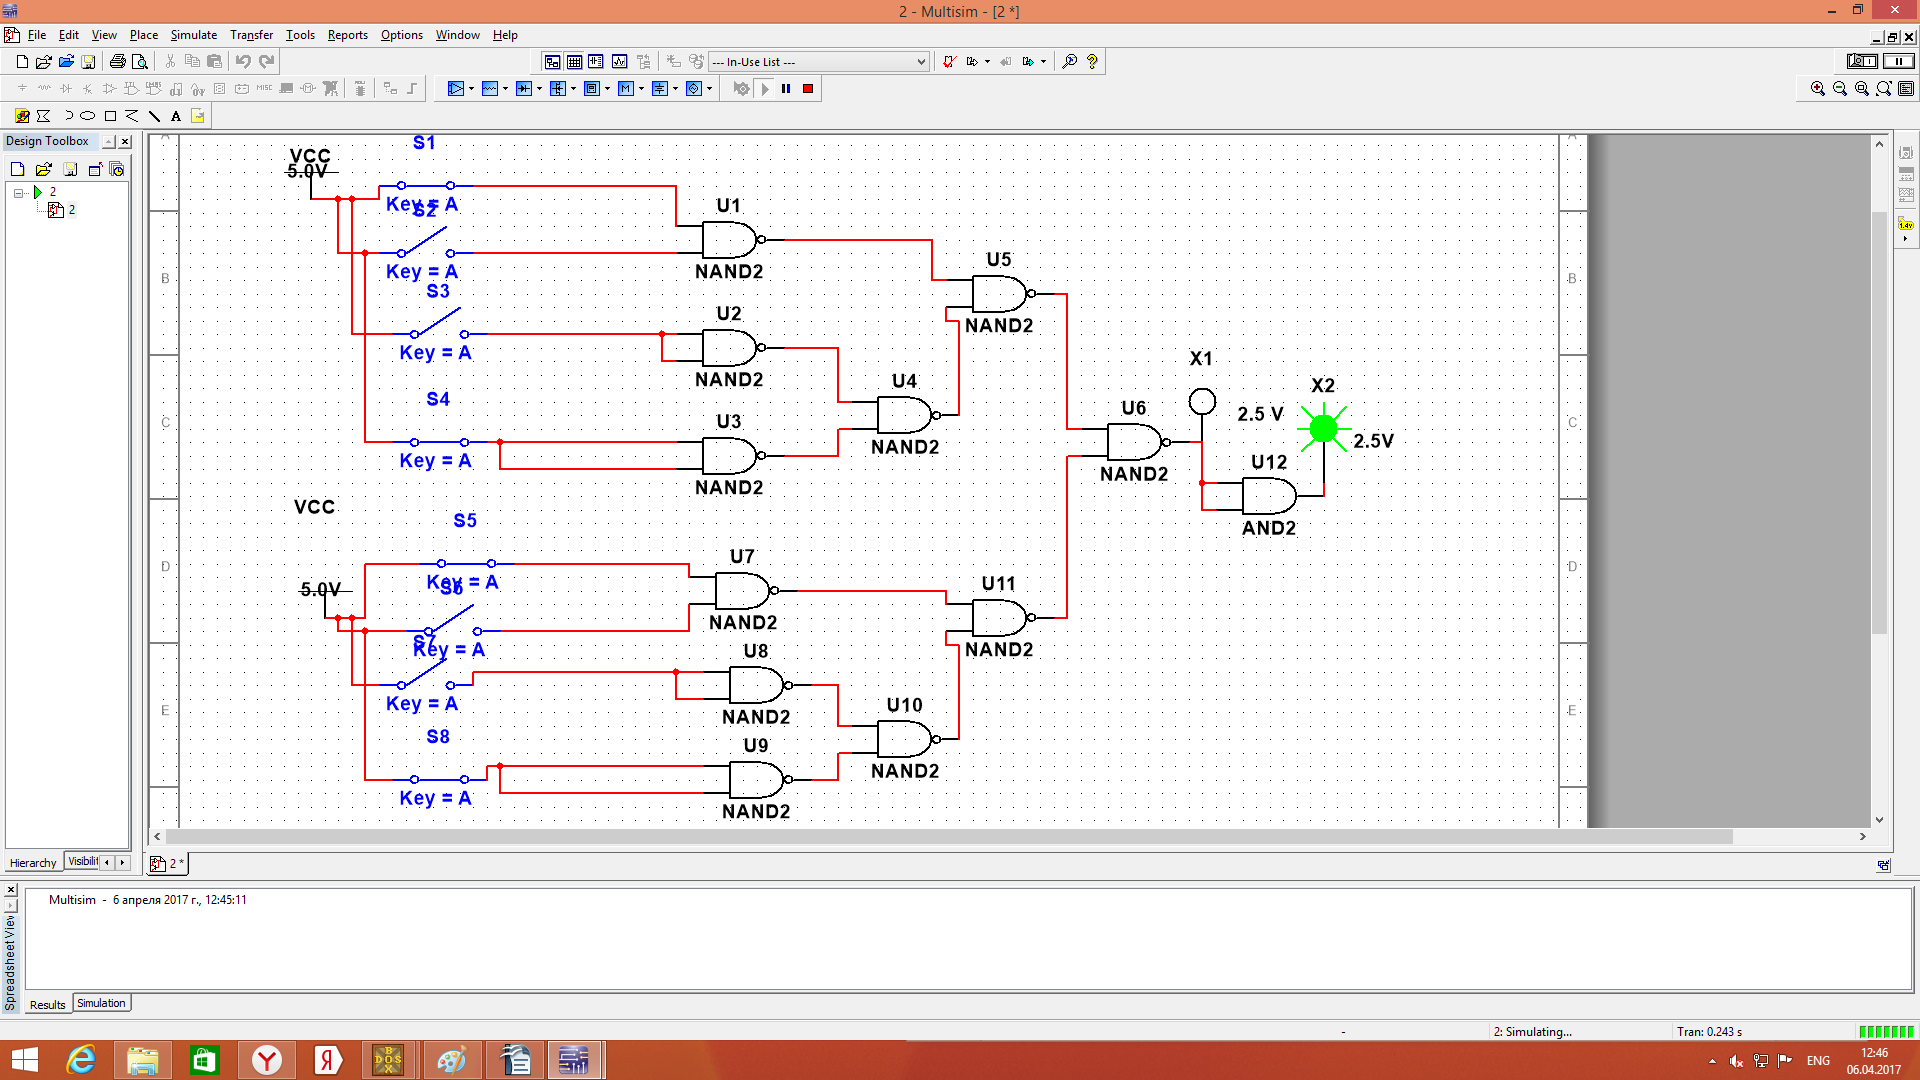 2 - Multisim - [2 *]
File Edit View Place Simulate Transfer Tools Reports Options Window Help
--- In-Use List ---
MISC
A
Design Toolbox
2
2
Hierarchy
Visibilit
A
B
C
D
E
A
B
C
D
E
VCC
5.0V
S1
Key = A
S2
Key = A
S3
Key = A
S4
Key = A
U1
NAND2
U2
NAND2
U3
NAND2
U4
NAND2
U5
NAND2
U6
NAND2
X1
2.5 V
X2
2.5V
U12
AND2
VCC
5.0V
S5
Key = A
S6
Key = A
S7
Key = A
S8
Key = A
U7
NAND2
U8
NAND2
U9
NAND2
U10
NAND2
U11
NAND2
1.4v
2 *
Multisim - 6 апреля 2017 г., 12:45:11
Spreadsheet View
Results
Simulation
-
2: Simulating...
Tran: 0.243 s
Я
DOS
ENG
12:46
06.04.2017